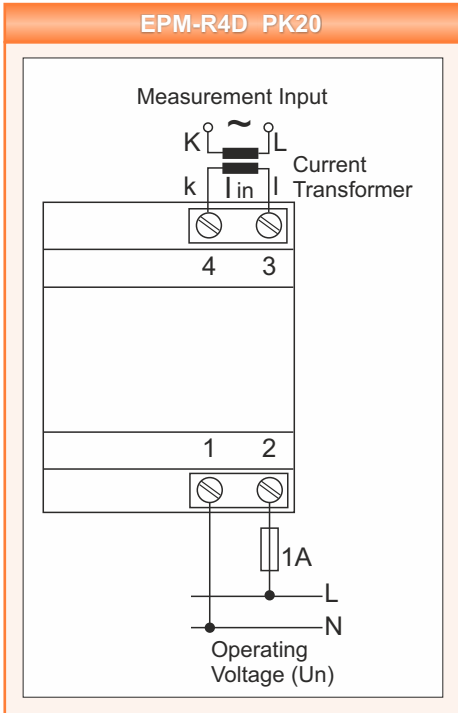 EPM-R4D PK20
Measurement Input
~
K L
Current
Transformer
k I in l
4 3
1 2
1A
L
N
Operating
Voltage (Un)